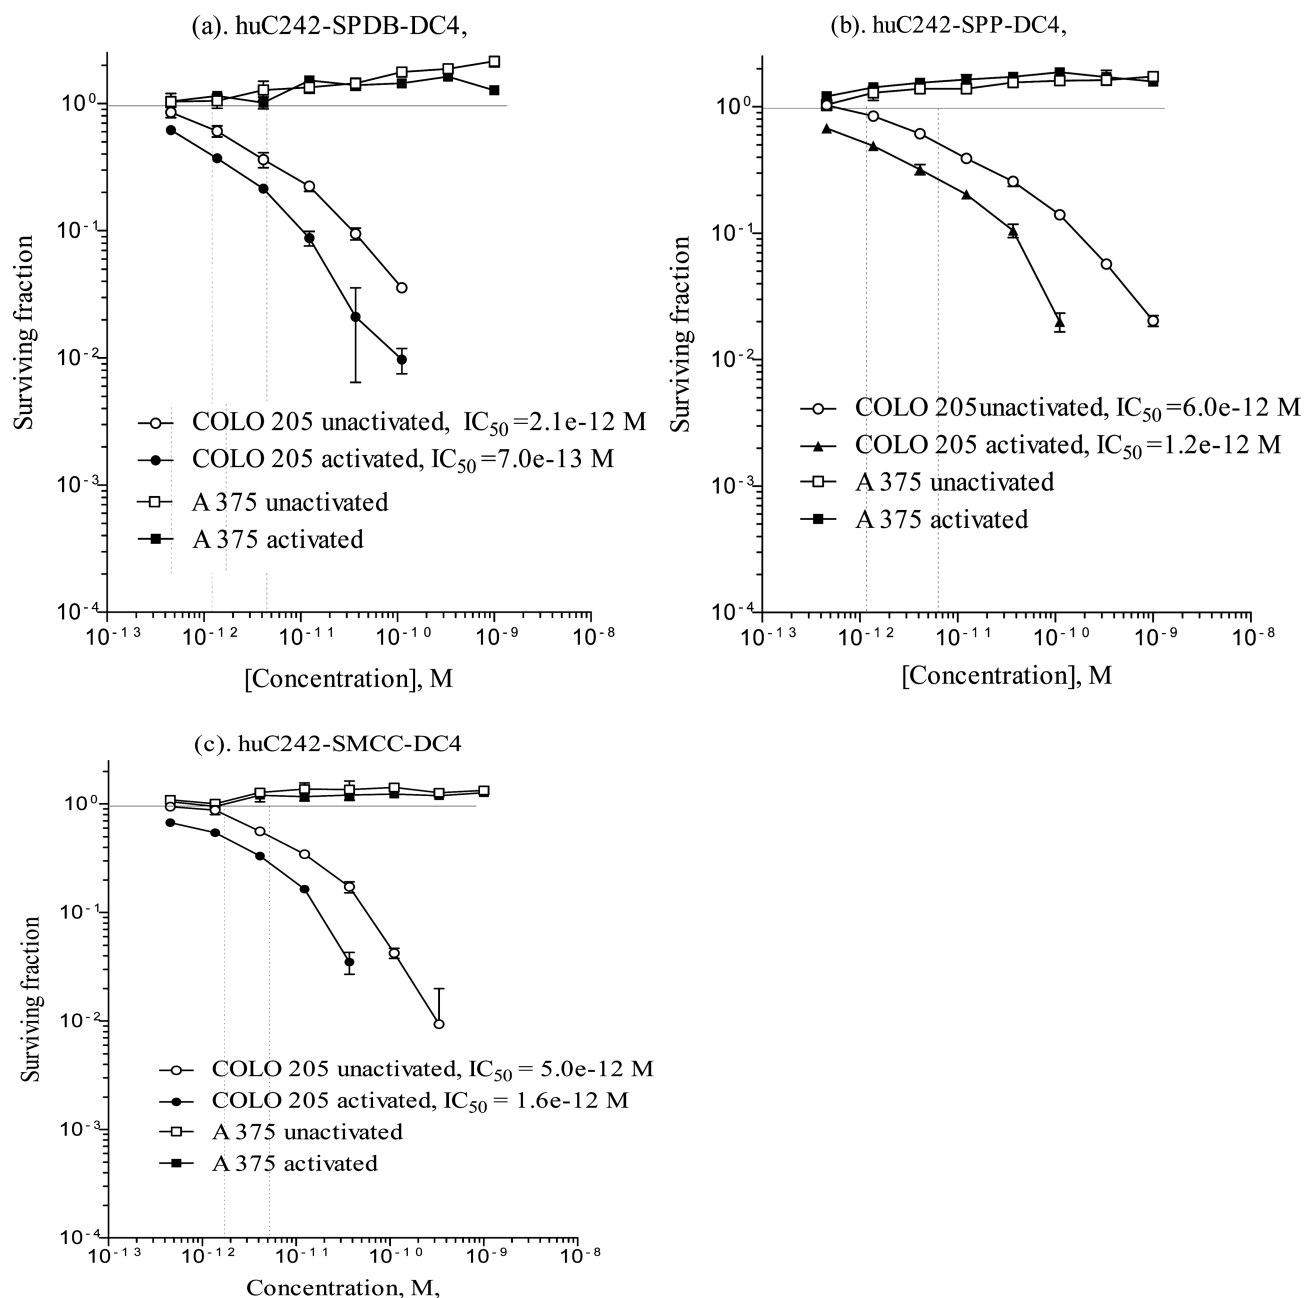 (a). huC242-SPDB-DC4,
10⁰
10⁻¹
10⁻²
10⁻³
10⁻⁴
Surviving fraction
COLO 205 unactivated, IC₅₀ =2.1e-12 M
COLO 205 activated, IC₅₀ =7.0e-13 M
A 375 unactivated
A 375 activated
10⁻¹³ 10⁻¹² 10⁻¹¹ 10⁻¹⁰ 10⁻⁹ 10⁻⁸
[Concentration], M
(b). huC242-SPP-DC4,
10⁰
10⁻¹
10⁻²
10⁻³
10⁻⁴
Surviving fraction
COLO 205unactivated, IC₅₀ =6.0e-12 M
COLO 205 activated, IC₅₀ =1.2e-12 M
A 375 unactivated
A 375 activated
10⁻¹³ 10⁻¹² 10⁻¹¹ 10⁻¹⁰ 10⁻⁹ 10⁻⁸
[Concentration], M
(c). huC242-SMCC-DC4
10⁰
10⁻¹
10⁻²
10⁻³
10⁻⁴
Surviving fraction
COLO 205 unactivated, IC₅₀ = 5.0e-12 M
COLO 205 activated, IC₅₀ = 1.6e-12 M
A 375 unactivated
A 375 activated
10⁻¹³ 10⁻¹² 10⁻¹¹ 10⁻¹⁰ 10⁻⁹ 10⁻⁸
Concentration, M,